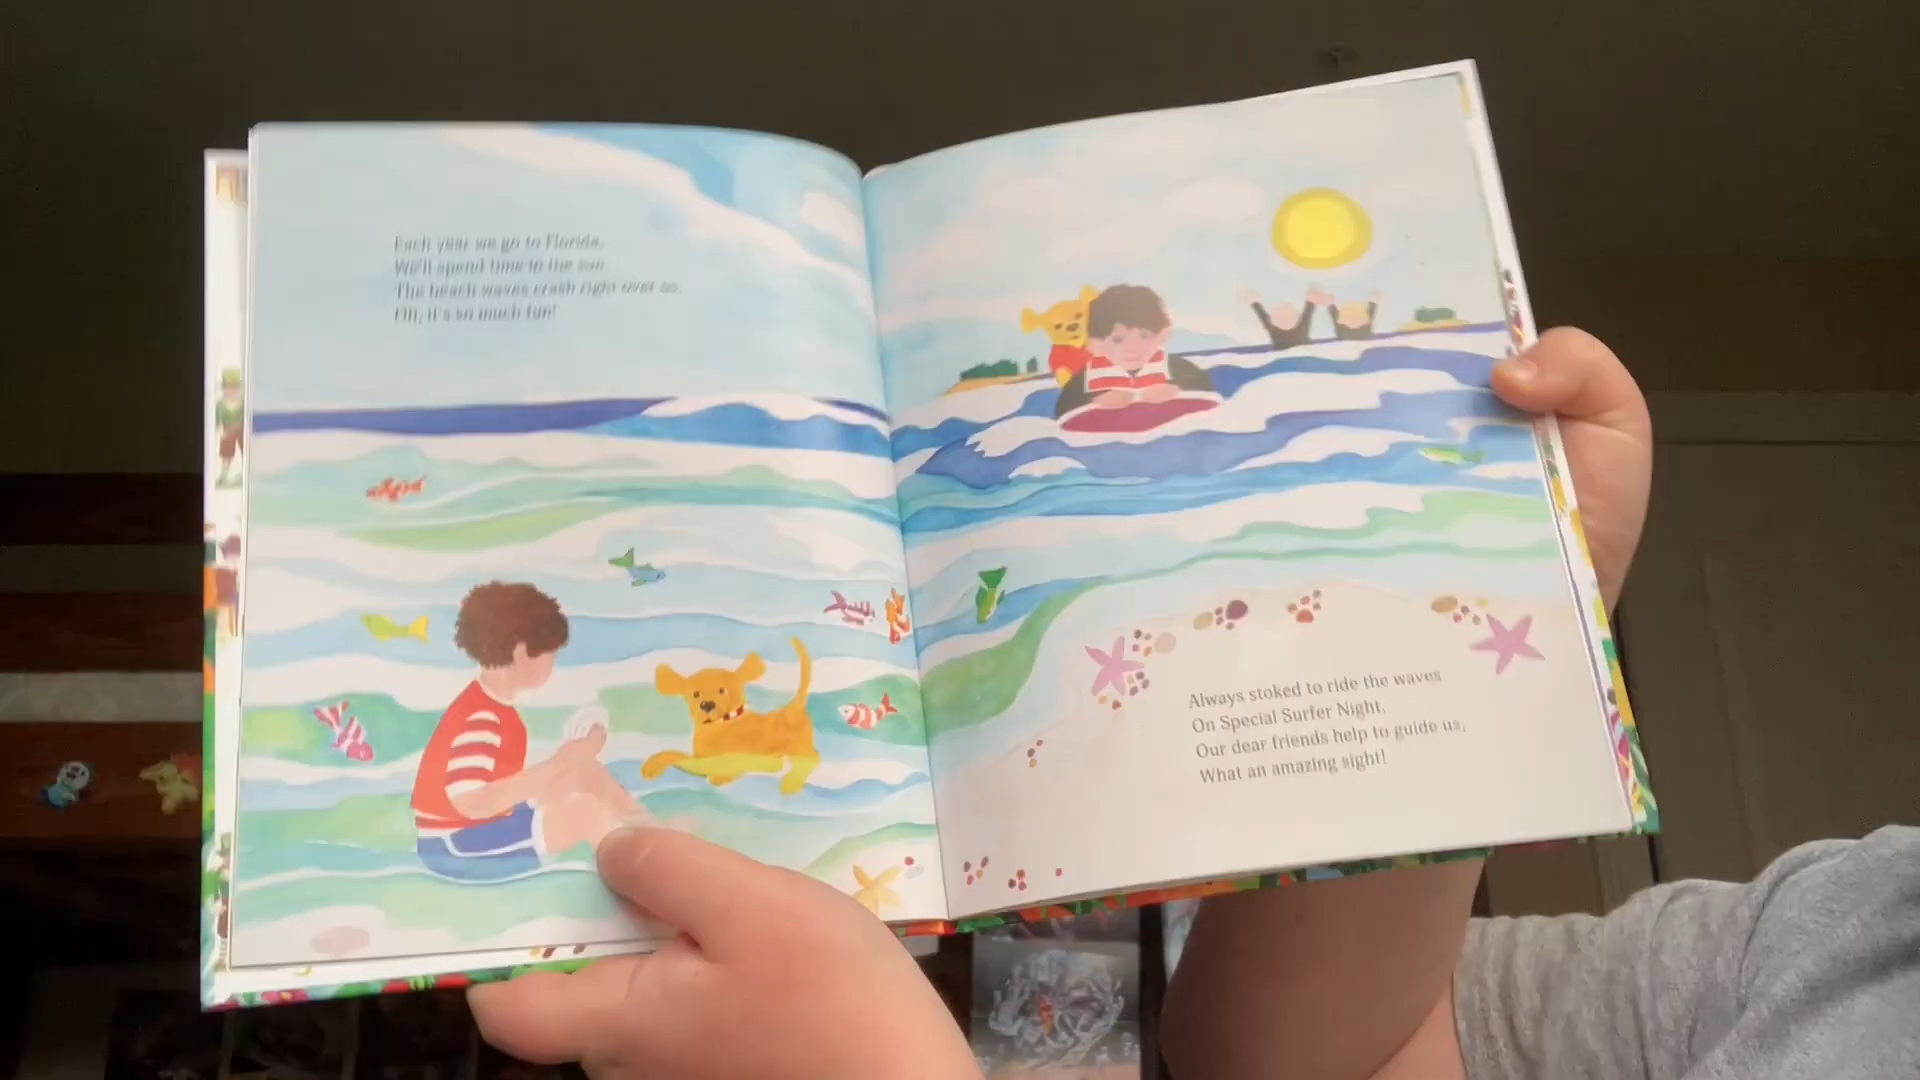 Each year we go to Florida,
We'll spend time in the sun.
The beach waves crash right over us.
Oh, it's so much fun!
Always stoked to ride the waves
On Special Surfer Night.
Our dear friends help to guide us,
What an amazing sight!